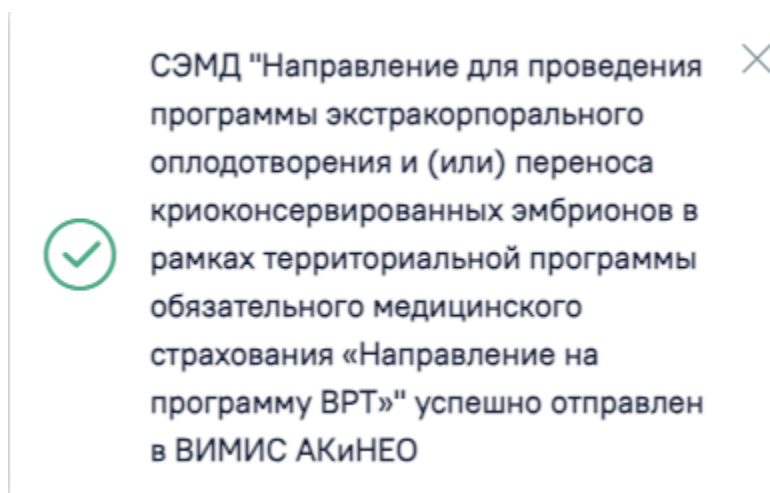 СЭМД "Направление для проведения
программы экстракорпорального
оплодотворения и (или) переноса
криоконсервированных эмбрионов в
рамках территориальной программы
обязательного медицинского
страхования «Направление на
программу ВРТ»" успешно отправлен
в ВИМИС АКиНЕО